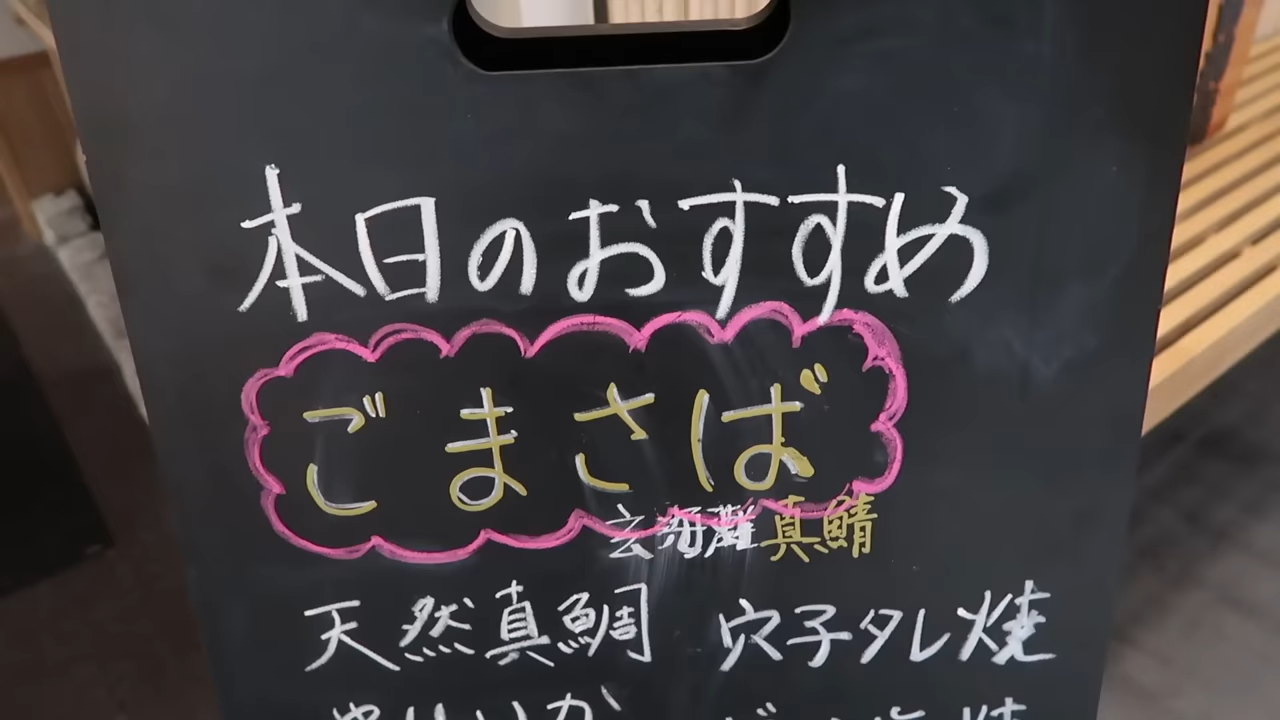 本日のおすすめ
ごまさば
玄海灘真鯖
天然真鯛 穴子タレ焼